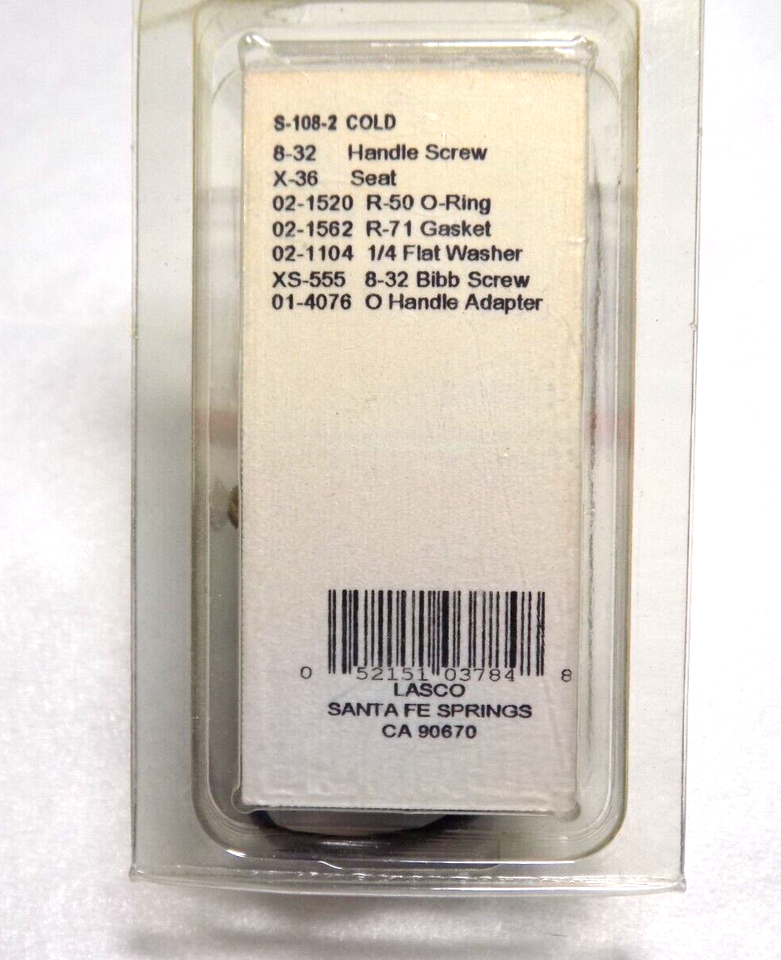 S-108-2 COLD
8-32 Handle Screw
X-36 Seat
02-1520 R-50 O-Ring
02-1562 R-71 Gasket
02-1104 1/4 Flat Washer
XS-555 8-32 Bibb Screw
01-4076 O Handle Adapter
0 52151 03784 8
LASCO
SANTA FE SPRINGS
CA 90670